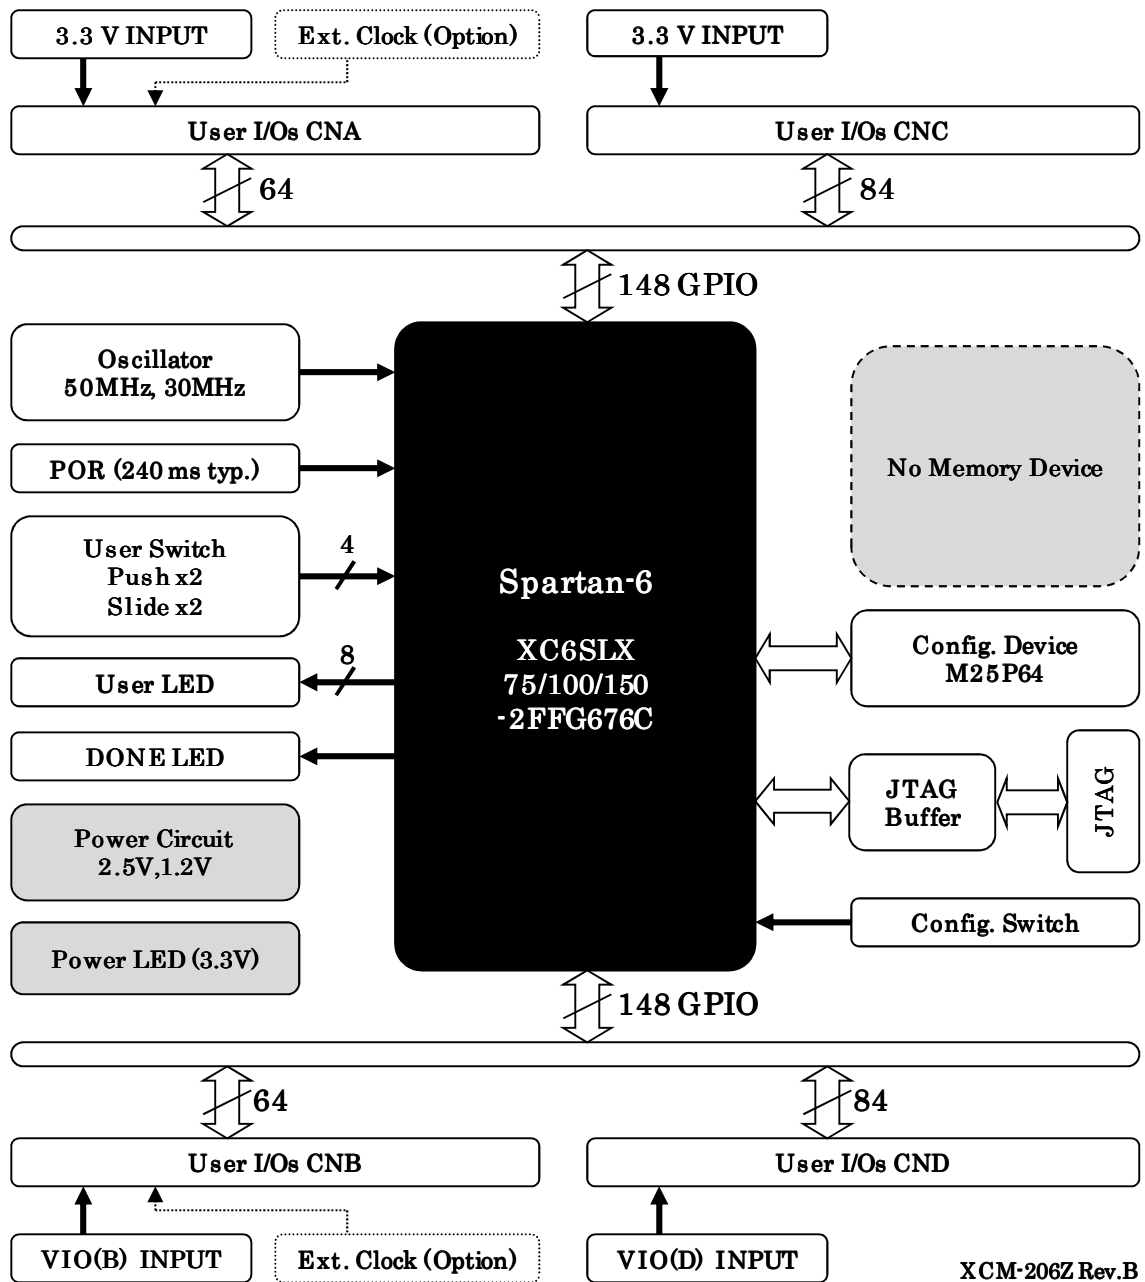 3.3 V INPUT
Ext. Clock (Option)
3.3 V INPUT
User I/Os CNA
User I/Os CNC
64
84
148 GPIO
Oscillator
50MHz, 30MHz
POR (240 ms typ.)
User Switch
Push x2
Slide x2
4
User LED
8
DONE LED
Power Circuit
2.5V,1.2V
Power LED (3.3V)
Spartan-6
XC6SLX
75/100/150
-2FFG676C
No Memory Device
Config. Device
M25P64
JTAG
Buffer
JTAG
Config. Switch
148 GPIO
64
84
User I/Os CNB
User I/Os CND
VIO(B) INPUT
Ext. Clock (Option)
VIO(D) INPUT
XCM-206Z Rev.B